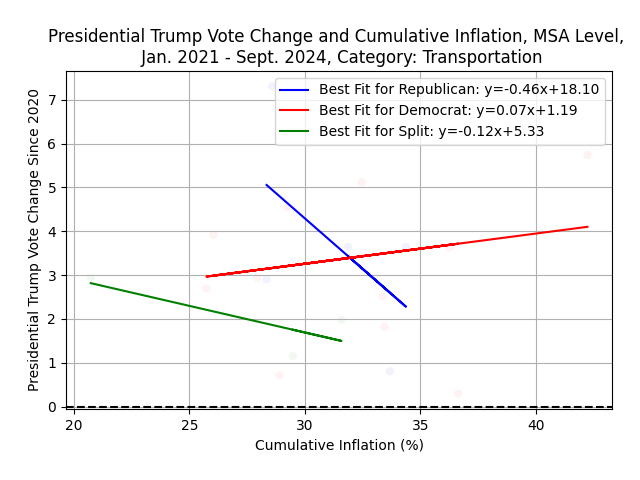 Presidential Trump Vote Change and Cumulative Inflation, MSA Level,
Jan. 2021 - Sept. 2024, Category: Transportation
Best Fit for Republican: y=-0.46x+18.10
Best Fit for Democrat: y=0.07x+1.19
Best Fit for Split: y=-0.12x+5.33
Presidential Trump Vote Change Since 2020
7
6
5
4
3
2
1
0
20 25 30 35 40
Cumulative Inflation (%)